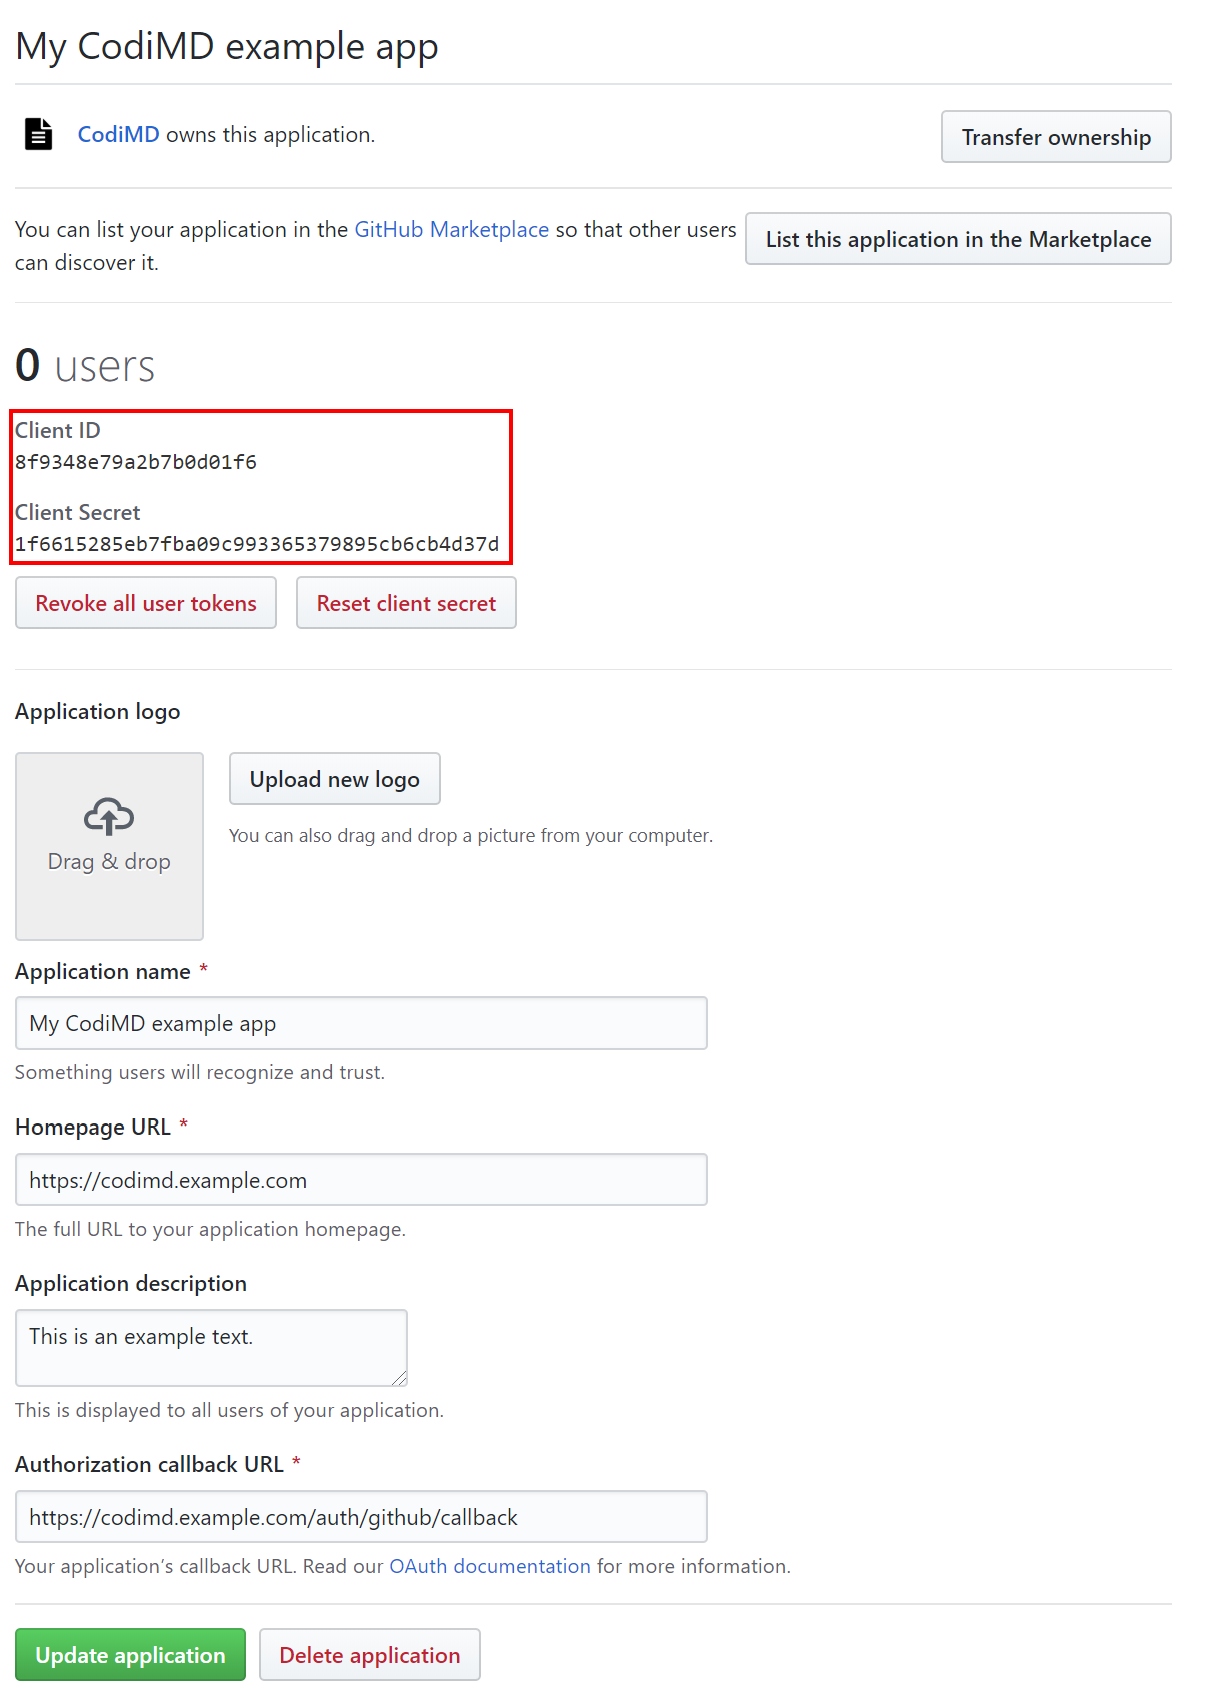 My CodiMD example app
CodiMD owns this application.
Transfer ownership
You can list your application in the GitHub Marketplace so that other users
can discover it.
List this application in the Marketplace
0 users
Client ID
8f9348e79a2b7b0d01f6
Client Secret
1f6615285eb7fba09c993365379895cb6cb4d37d
Revoke all user tokens
Reset client secret
Application logo
Drag & drop
Upload new logo
You can also drag and drop a picture from your computer.
Application name *
My CodiMD example app
Something users will recognize and trust.
Homepage URL *
https://codimd.example.com
The full URL to your application homepage.
Application description
This is an example text.
This is displayed to all users of your application.
Authorization callback URL *
https://codimd.example.com/auth/github/callback
Your application’s callback URL. Read our OAuth documentation for more information.
Update application
Delete application